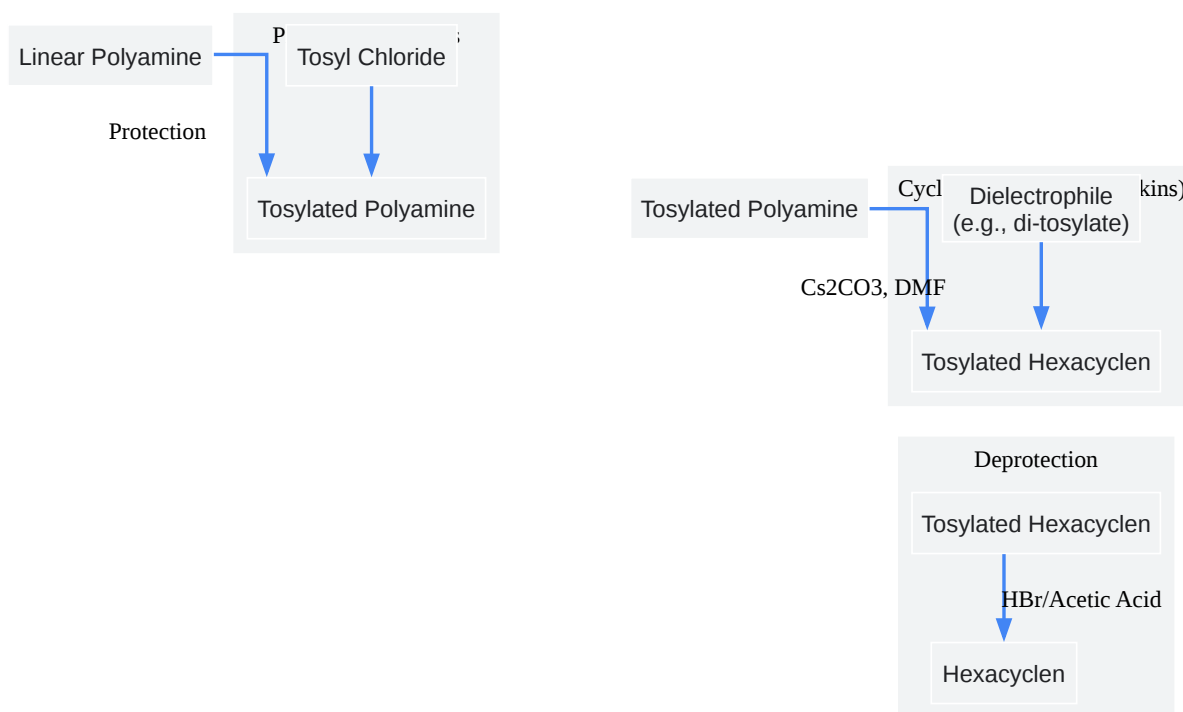 Linear Polyamine
Tosyl Chloride
Protection
Tosylated Polyamine
Tosylated Polyamine
Dielectrophile
(e.g., di-tosylate)
Cs2CO3, DMF
Tosylated Hexacyclen
Deprotection
Tosylated Hexacyclen
HBr/Acetic Acid
Hexacyclen